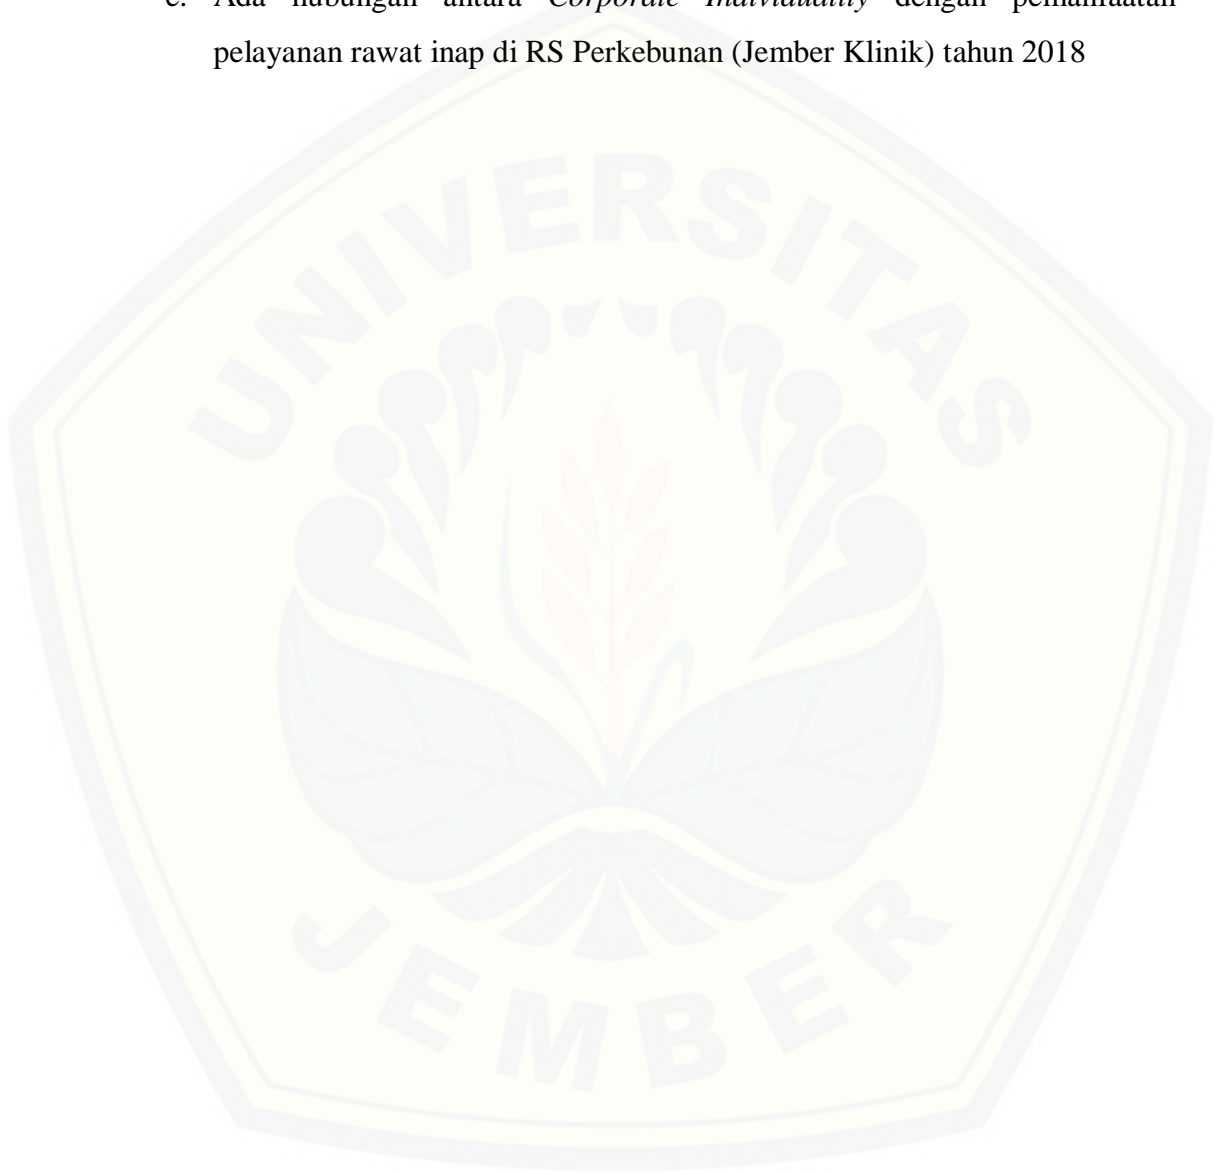 Ada hubungan antara Corporate Individuality dengan pemanfaatan
pelayanan rawat inap di RS Perkebunan (Jember Klinik) tahun 2018
UNIVERSITAS
JEMBER